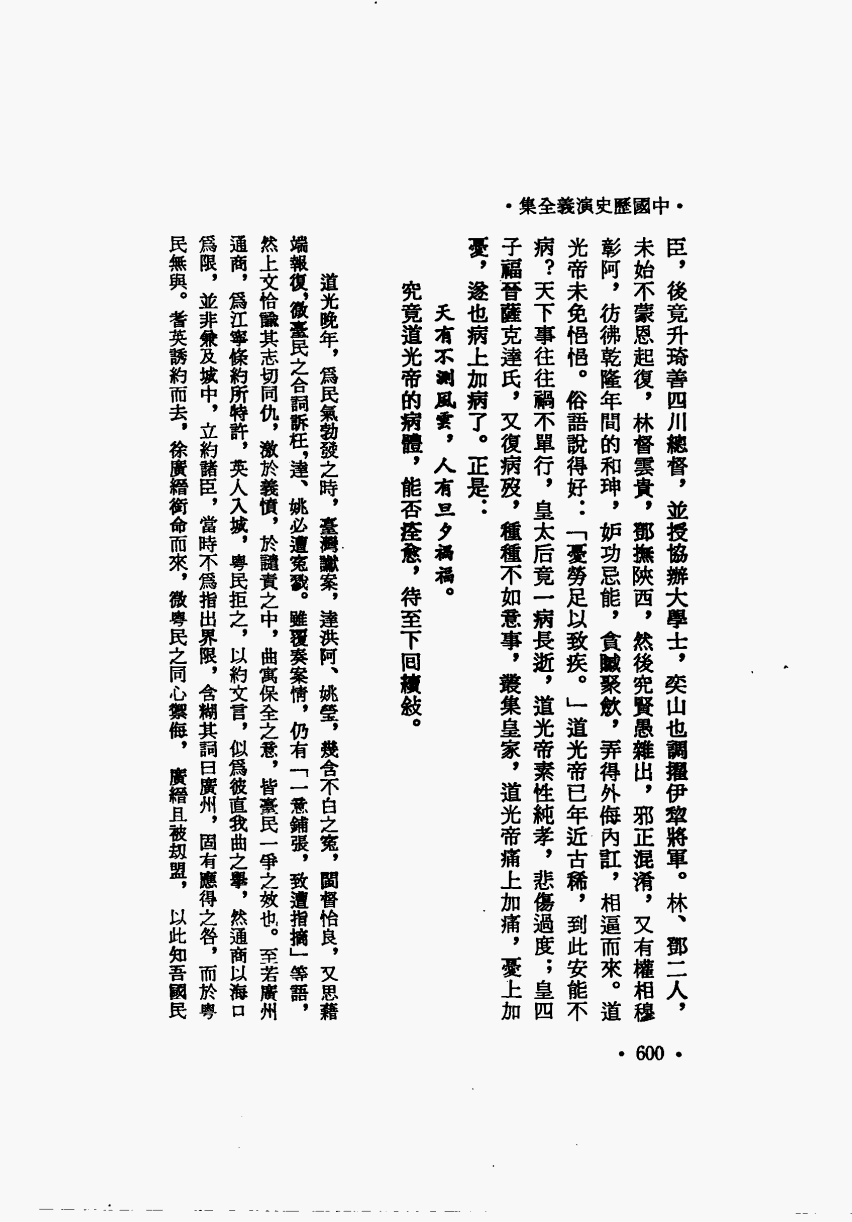 •中國歷史演義全集•
臣，後竟升琦善四川總督，並授協辦大學士，奕山也調擢伊犂將軍。林、鄧二人，
未始不蒙恩起復，林督雲貴，鄧撫陝西，然後究賢愚雜出，邪正混淆，又有權相穆
彰阿，彷彿乾隆年間的和珅，妒功忌能，貪贓聚斂，弄得外侮內訌，相逼而來。道
光帝未免悒悒。俗語說得好：「憂勞足以致疾。」道光帝已年近古稀，到此安能不
病？天下事往往禍不單行，皇太后竟一病長逝，道光帝素性純孝，悲傷過度；皇四
子福晉薩克達氏，又復病歿，種種不如意事，叢集皇家，道光帝痛上加痛，憂上加
憂，遂也病上加病了。正是：
天有不測風雲，人有旦夕禍福。
究竟道光帝的病體，能否痊愈，待至下回續敍。
道光晚年，爲民氣勃發之時，臺灣讞案，達洪阿、姚瑩，幾含不白之寃，閩督怡良，又思藉
端報復，微臺民之合詞訴枉，達、姚必遭寃戮。雖覆奏案情，仍有「一意鋪張，致遭指摘」等語，
然上文恰諭其志切同仇，激於義憤，於譴責之中，曲寓保全之意，皆臺民一爭之效也。至若廣州
通商，爲江寧條約所特許，英人入城，粵民拒之，以約文言，似爲彼直我曲之擧，然通商以海口
爲限，並非兼及城中，立約諸臣，當時不爲指出界限，含糊其詞曰廣州，固有應得之咎，而於粵
民無與。耆英誘約而去，徐廣縉銜命而來，微粵民之同心禦侮，廣縉且被刼盟，以此知吾國民
•600•